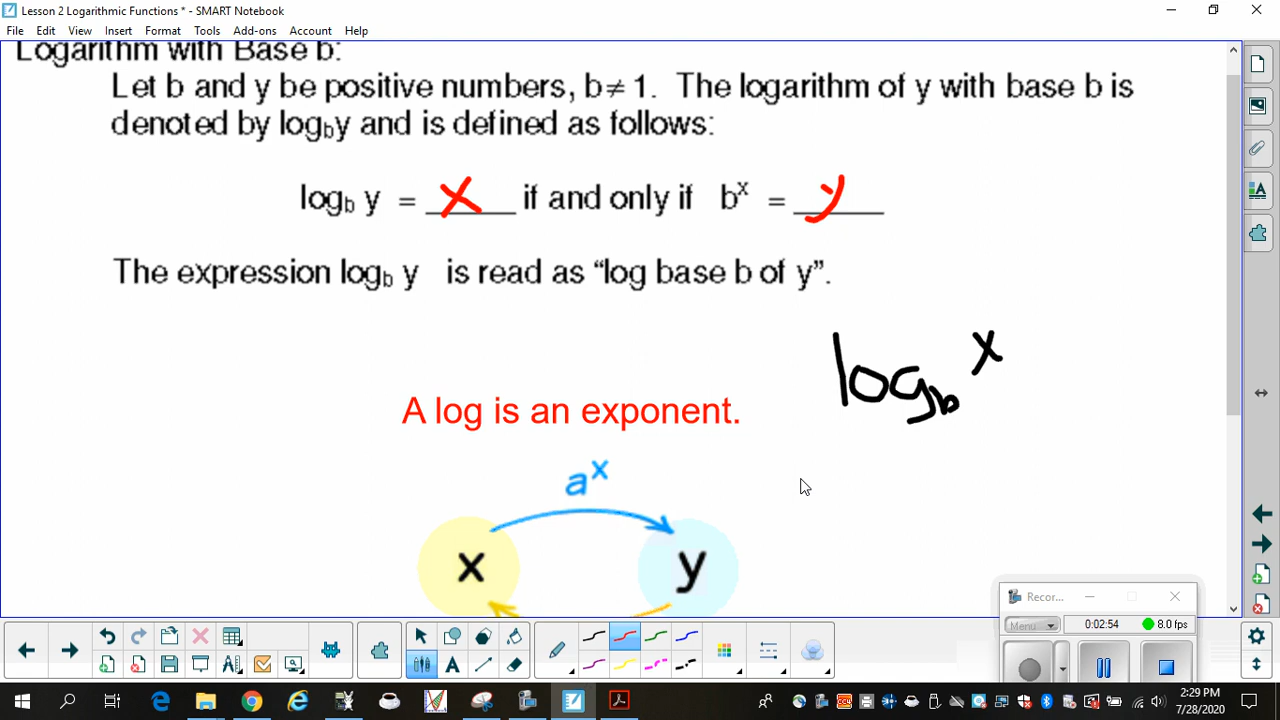 Lesson 2 Logarithmic Functions * - SMART Notebook
File Edit View Insert Format Tools Add-ons Account Help
Logarithm with Base b:
Let b and y be positive numbers, b ≠ 1. The logarithm of y with base b is
denoted by log_b y and is defined as follows:
log_b y = x if and only if b^x = y
The expression log_b y is read as “log base b of y”.
log_b x
A log is an exponent.
a^x
x y
Recor...
Menu 0:02:54 8.0 fps
2:29 PM
7/28/2020